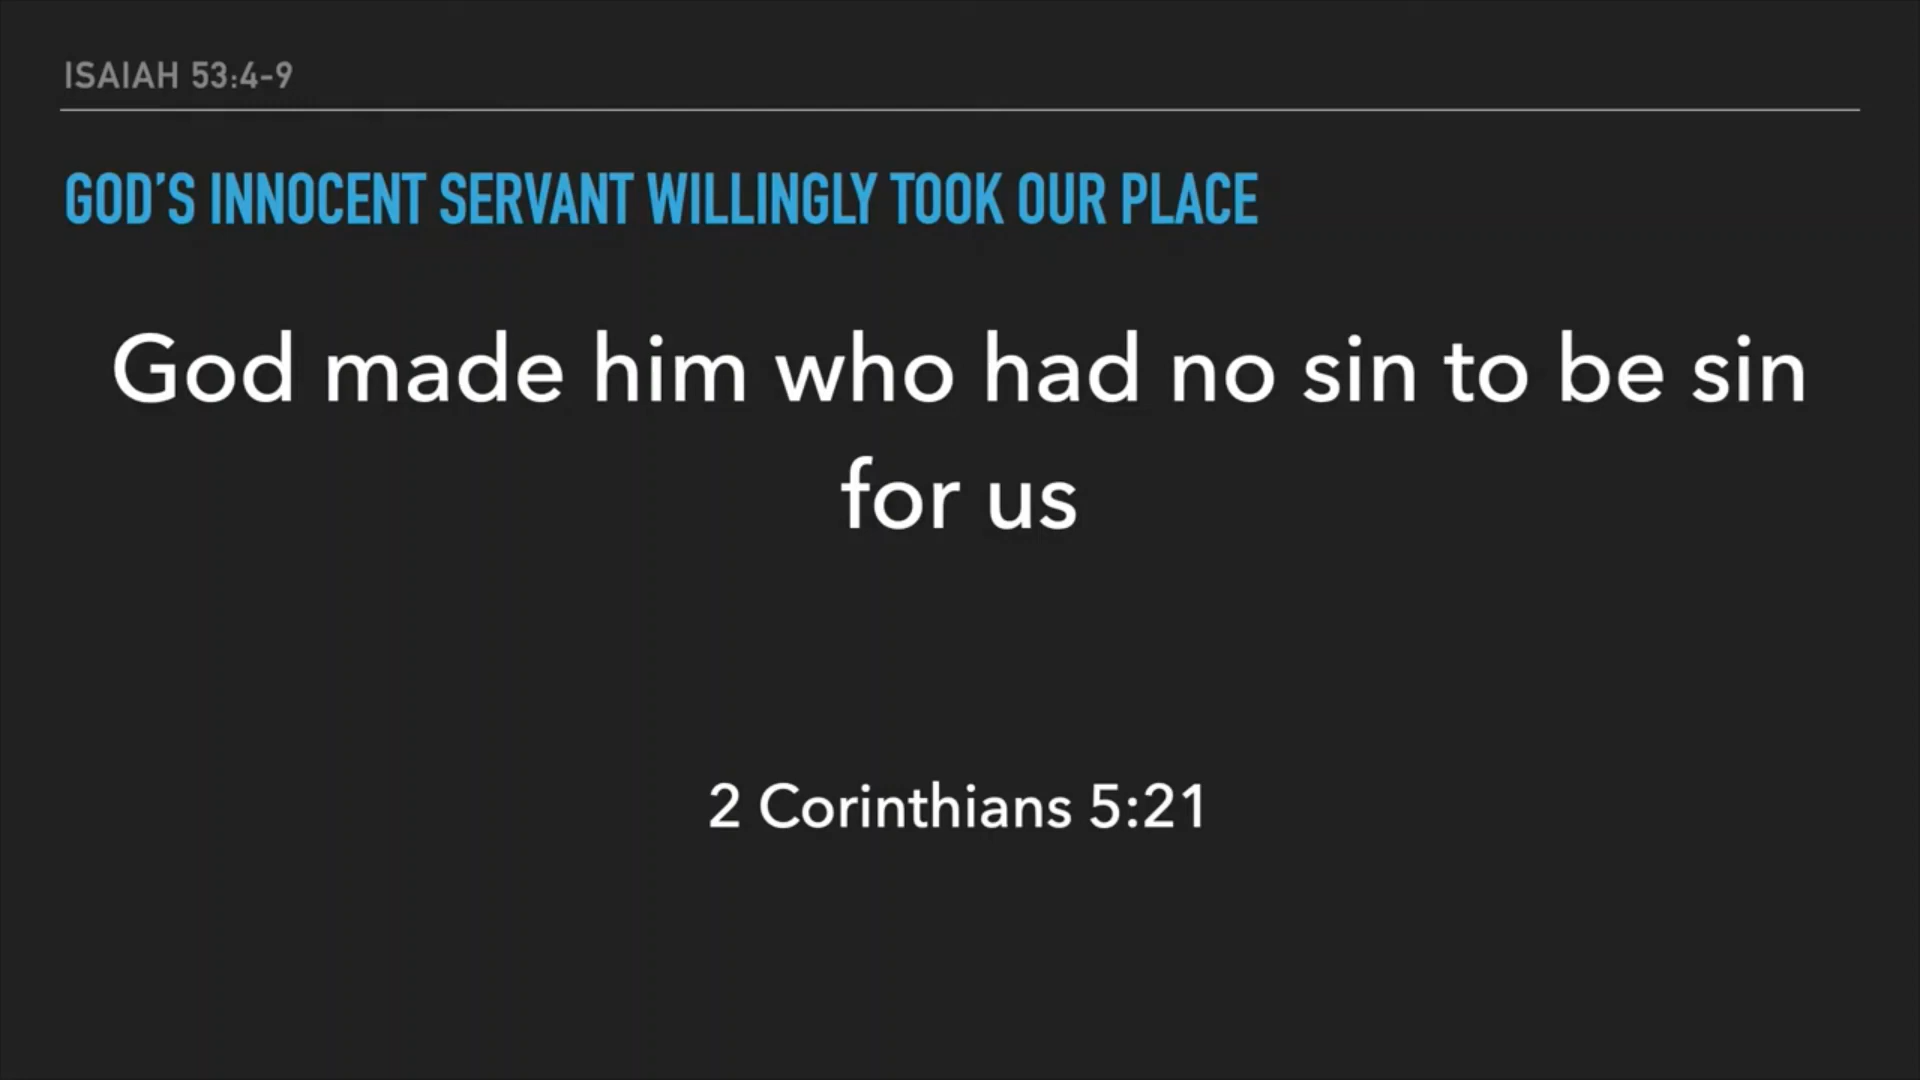 ISAIAH 53:4-9
GOD’S INNOCENT SERVANT WILLINGLY TOOK OUR PLACE
God made him who had no sin to be sin
for us
2 Corinthians 5:21